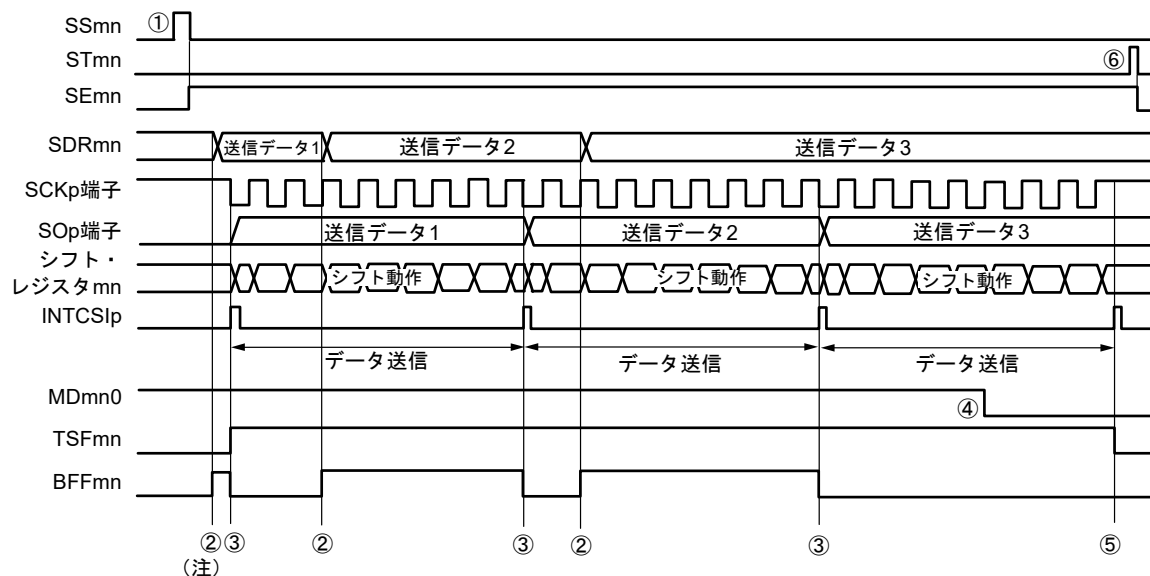 SSmn ①
STmn ⑥
SEmn
SDRmn 送信データ1 送信データ2 送信データ3
SCKp端子
SOp端子 送信データ1 送信データ2 送信データ3
シフト・
レジスタmn シフト動作 シフト動作 シフト動作
INTCSIp
データ送信 データ送信 データ送信
MDmn0 ④
TSFmn
BFFmn
② ③ ② ③ ② ③ ⑤
（注）